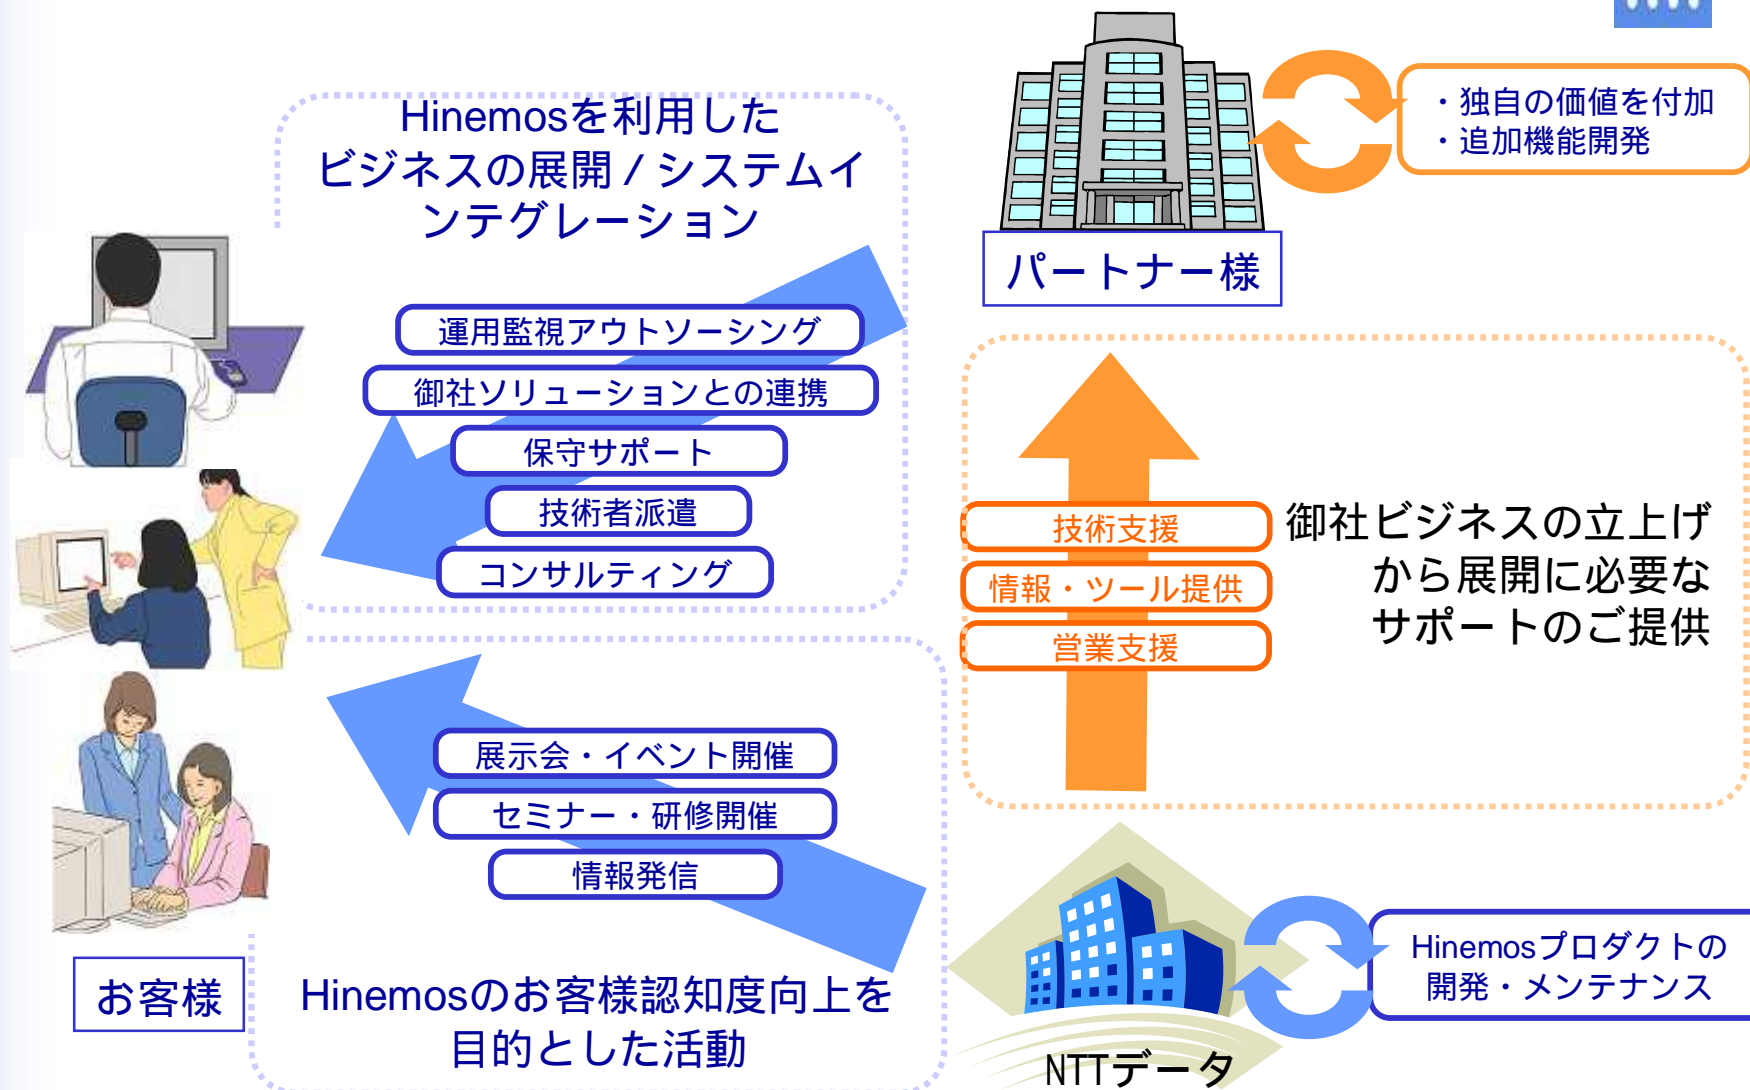 Hinemosを利用した
ビジネスの展開/システムイ
ンテグレーション
運用監視アウトソーシング
御社ソリューションとの連携
保守サポート
技術者派遣
コンサルティング
・独自の価値を付加
・追加機能開発
パートナー様
技術支援
情報・ツール提供
営業支援
御社ビジネスの立上げ
から展開に必要な
サポートのご提供
展示会・イベント開催
セミナー・研修開催
情報発信
お客様
Hinemosのお客様認知度向上を
目的とした活動
Hinemosプロダクトの
開発・メンテナンス
NTTデータ